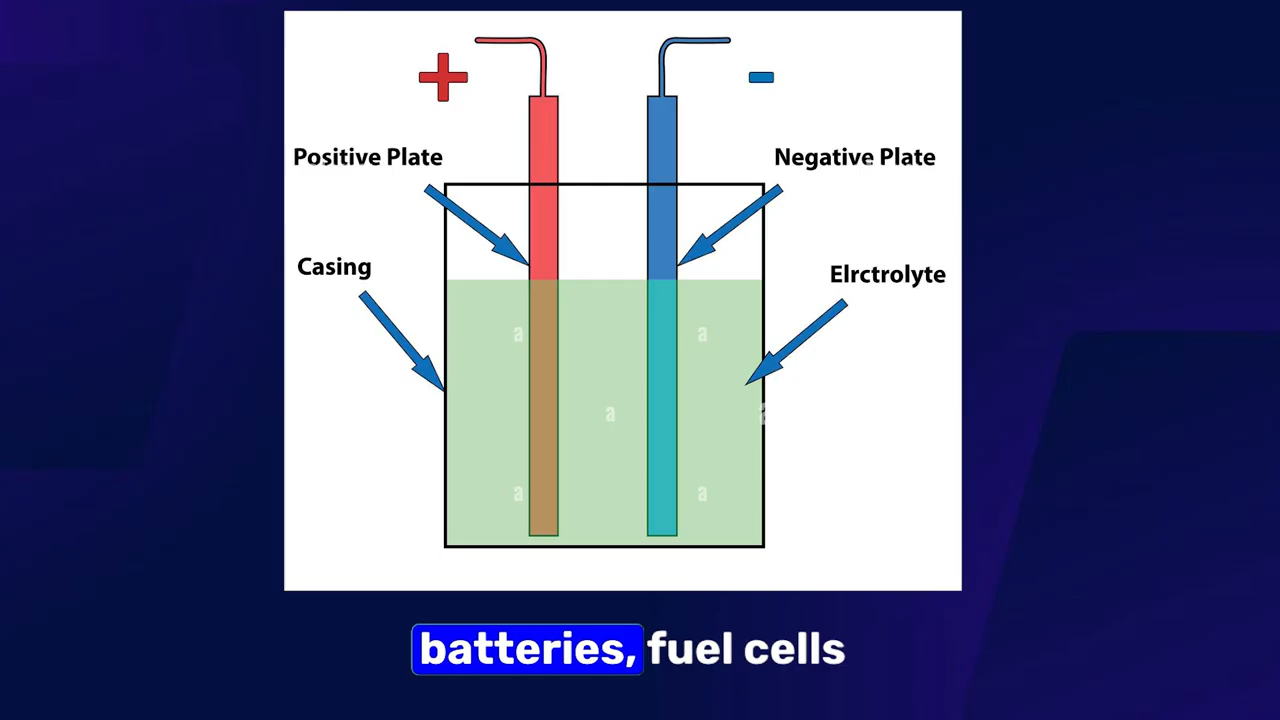 +
-
Positive Plate
Negative Plate
Casing
Elrctrolyte
a
a
a
a
a
a
batteries, fuel cells